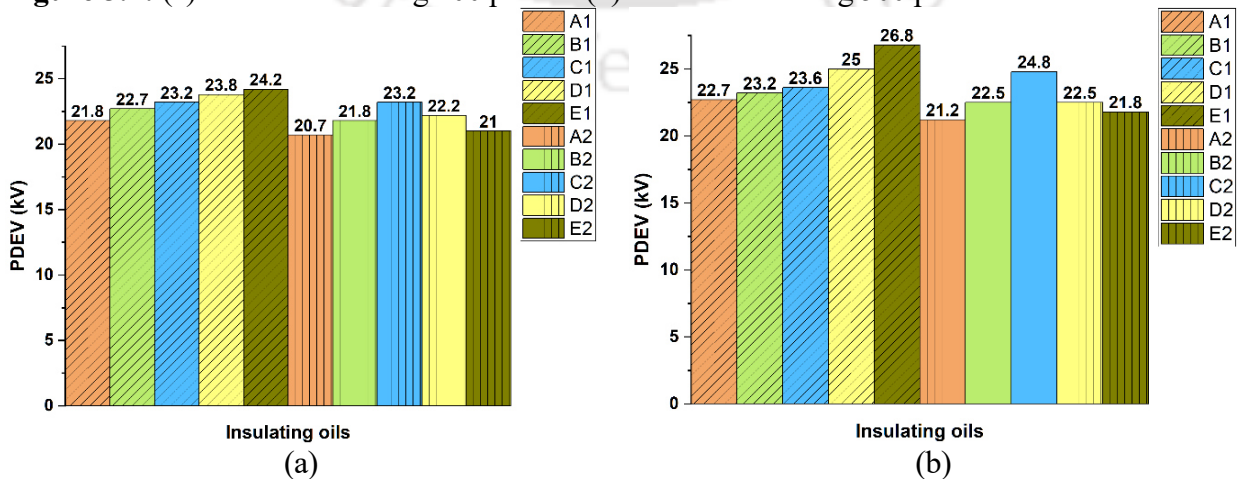 A1
B1
C1
D1
E1
A2
B2
C2
D2
E2
25
20
15
10
5
0
PDEV (kV)
21.8
22.7
23.2
23.8
24.2
20.7
21.8
23.2
22.2
21
Insulating oils
(a)
A1
B1
C1
D1
E1
A2
B2
C2
D2
E2
25
20
15
10
5
0
PDEV (kV)
22.7
23.2
23.6
25
26.8
21.2
22.5
24.8
22.5
21.8
Insulating oils
(b)